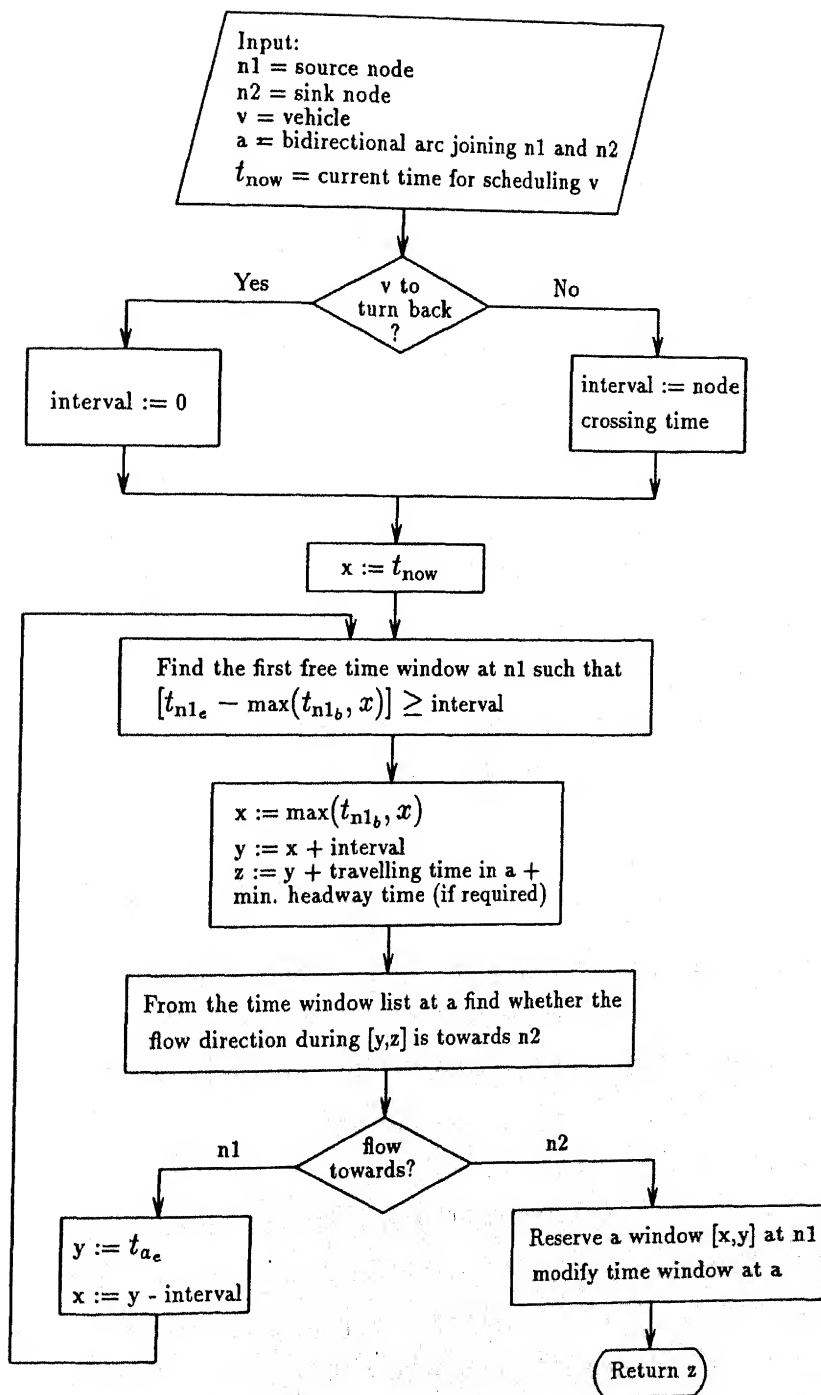 Input:
n1 = source node
n2 = sink node
v = vehicle
a = bidirectional arc joining n1 and n2
t_now = current time for scheduling v
Yes
v to
turn back
?
No
interval := 0
interval := node
crossing time
x := t_now
Find the first free time window at n1 such that
[t_n1_e − max(t_n1_b, x)] ≥ interval
x := max(t_n1_b, x)
y := x + interval
z := y + travelling time in a +
min. headway time (if required)
From the time window list at a find whether the
flow direction during [y,z] is towards n2
n1
flow
towards?
n2
y := t_a_e
x := y - interval
Reserve a window [x,y] at n1
modify time window at a
Return z